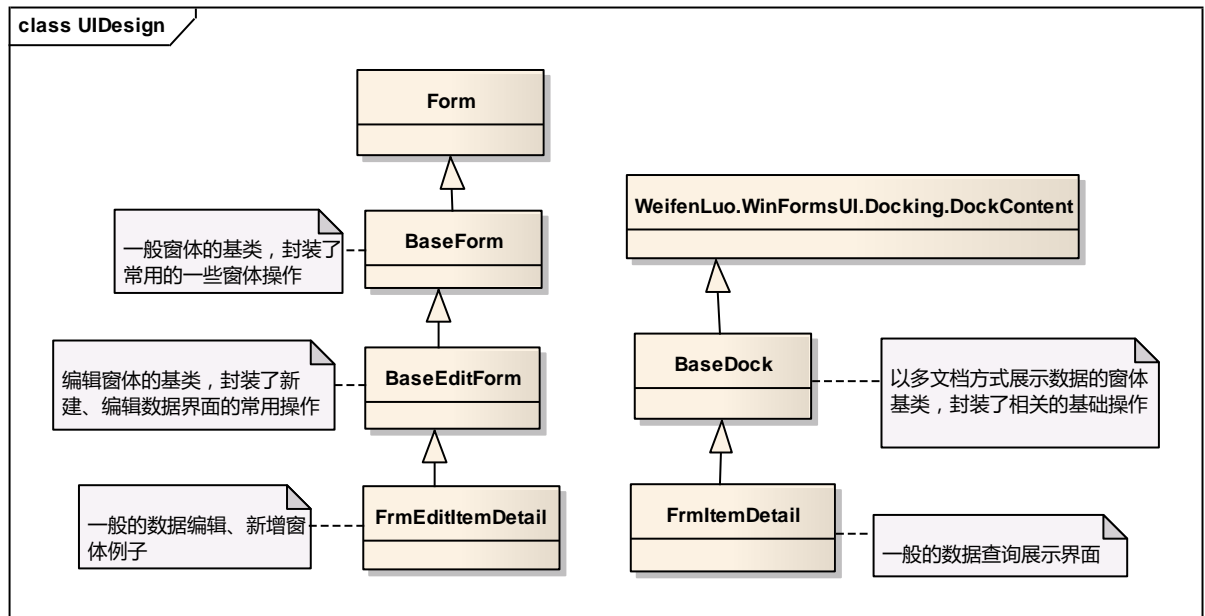 class UIDesign
Form
WeifenLuo.WinFormsUI.Docking.DockContent
一般窗体的基类，封装了
常用的一些窗体操作
BaseForm
编辑窗体的基类，封装了新
建、编辑数据界面的常用操作
BaseEditForm
BaseDock
以多文档方式展示数据的窗体
基类，封装了相关的基础操作
一般的数据编辑、新增窗
体例子
FrmEditItemDetail
FrmItemDetail
一般的数据查询展示界面